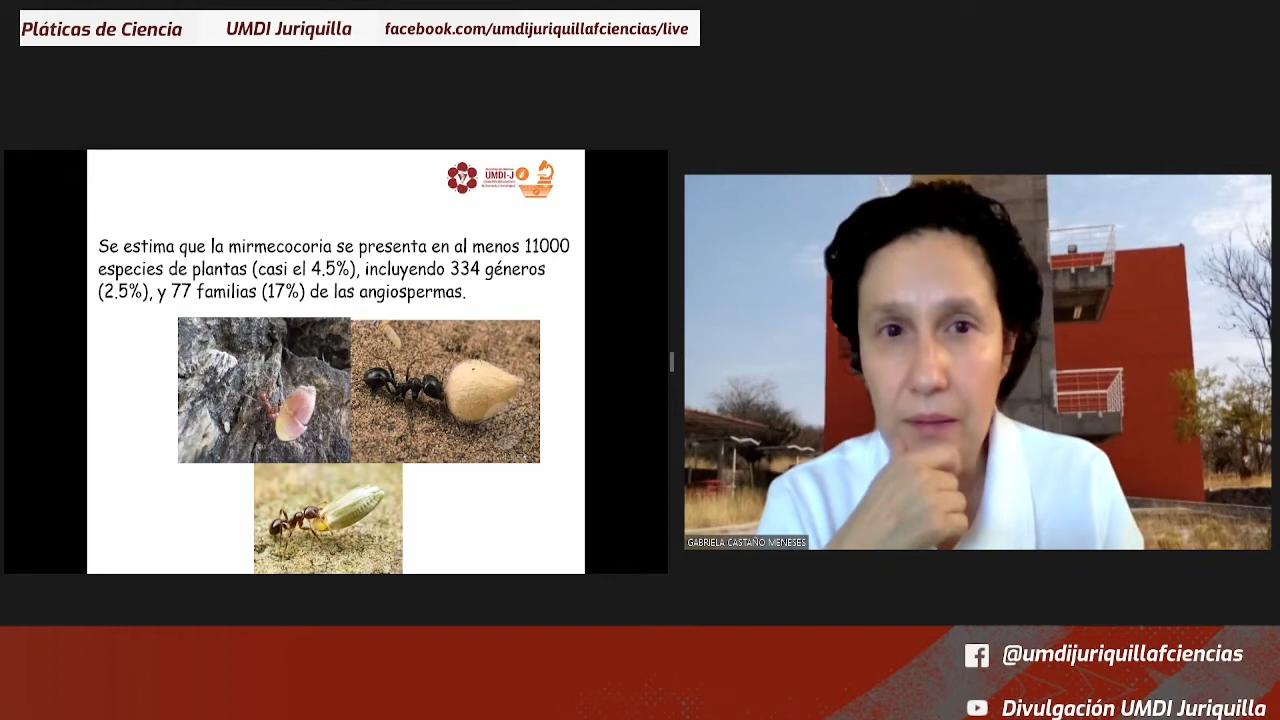 Pláticas de Ciencia UMDI Juriquilla facebook.com/umdijuriquillafciencias/live
UMDI-J
Se estima que la mirmecocoria se presenta en al menos 11000
especies de plantas (casi el 4.5%), incluyendo 334 géneros
(2.5%), y 77 familias (17%) de las angiospermas.
GABRIELA CASTAÑO MENESES
@umdijuriquillafciencias
Divulgación UMDI Juriquilla